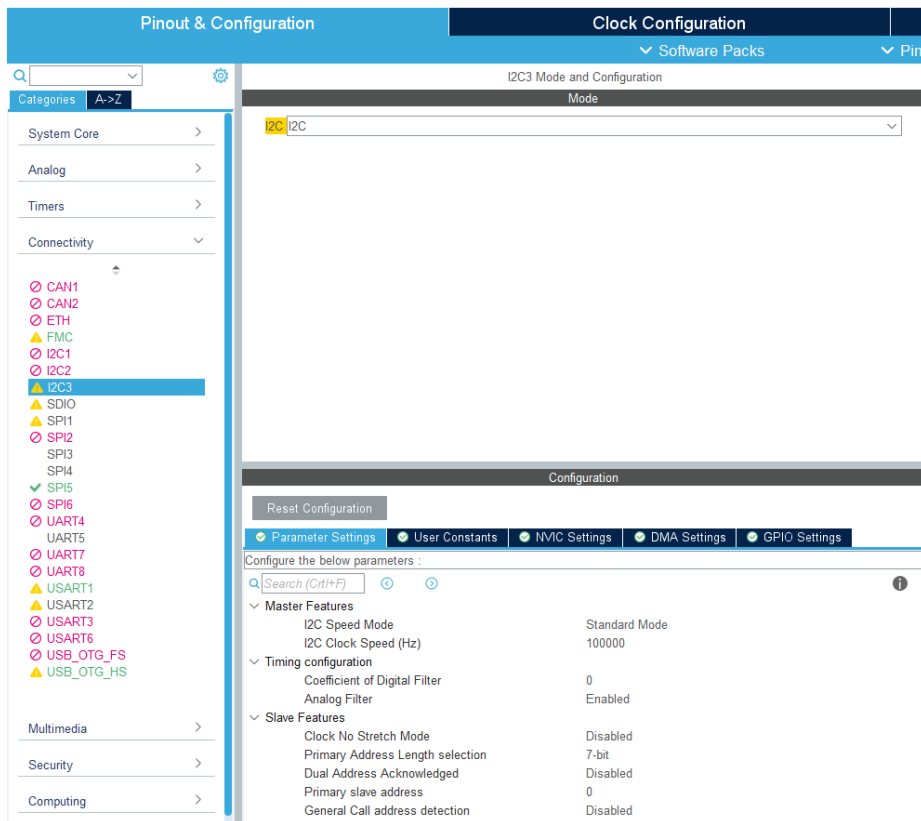 Pinout & Configuration
Clock Configuration
Software Packs
Pin
Categories
A->Z
System Core
Analog
Timers
Connectivity
CAN1
CAN2
ETH
FMC
I2C1
I2C2
I2C3
SDIO
SPI1
SPI2
SPI3
SPI4
SPI5
SPI6
UART4
UART5
UART7
UART8
USART1
USART2
USART3
USART6
USB_OTG_FS
USB_OTG_HS
Multimedia
Security
Computing
I2C3 Mode and Configuration
Mode
I2C I2C
Configuration
Reset Configuration
Parameter Settings
User Constants
NVIC Settings
DMA Settings
GPIO Settings
Configure the below parameters :
Search (Crtl+F)
Master Features
I2C Speed Mode Standard Mode
I2C Clock Speed (Hz) 100000
Timing configuration
Coefficient of Digital Filter 0
Analog Filter Enabled
Slave Features
Clock No Stretch Mode Disabled
Primary Address Length selection 7-bit
Dual Address Acknowledged Disabled
Primary slave address 0
General Call address detection Disabled